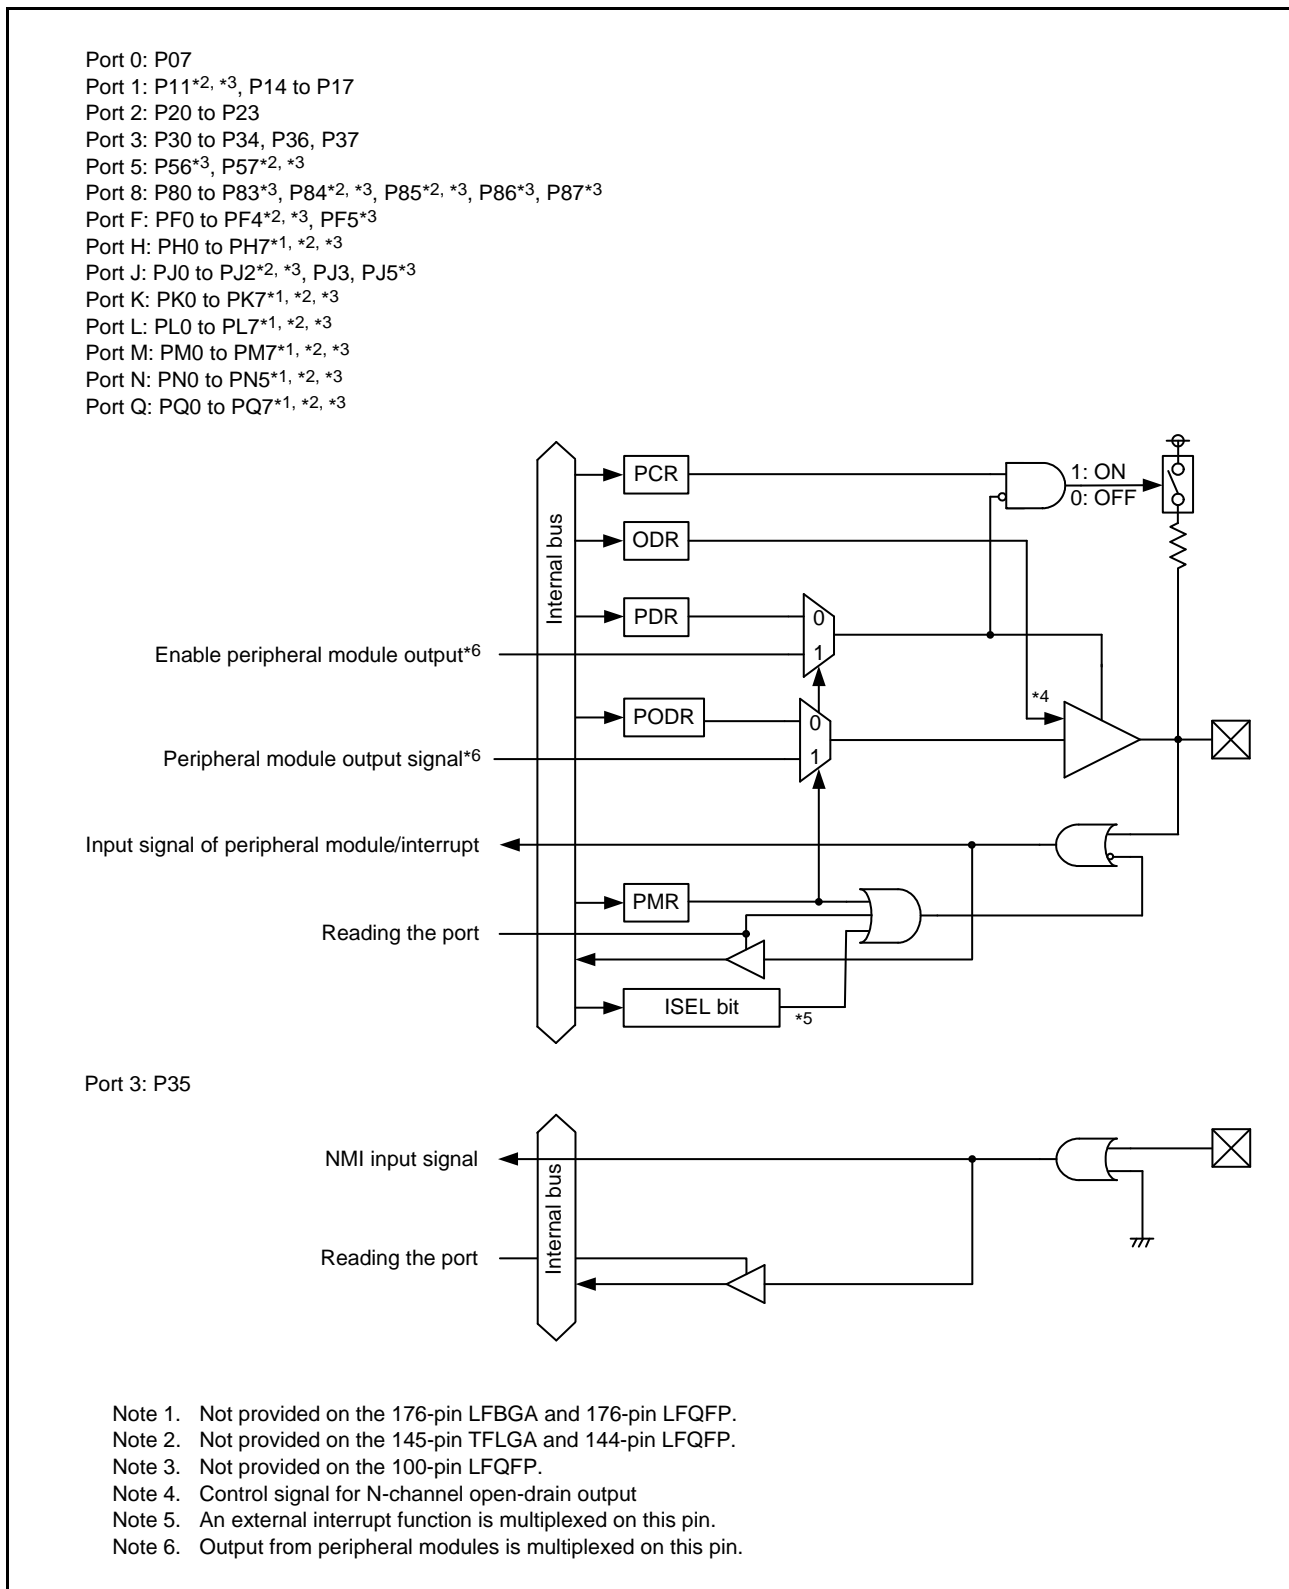 Port 0: P07
Port 1: P11*2, *3, P14 to P17
Port 2: P20 to P23
Port 3: P30 to P34, P36, P37
Port 5: P56*3, P57*2, *3
Port 8: P80 to P83*3, P84*2, *3, P85*2, *3, P86*3, P87*3
Port F: PF0 to PF4*2, *3, PF5*3
Port H: PH0 to PH7*1, *2, *3
Port J: PJ0 to PJ2*2, *3, PJ3, PJ5*3
Port K: PK0 to PK7*1, *2, *3
Port L: PL0 to PL7*1, *2, *3
Port M: PM0 to PM7*1, *2, *3
Port N: PN0 to PN5*1, *2, *3
Port Q: PQ0 to PQ7*1, *2, *3
Internal bus
PCR
1: ON
0: OFF
ODR
PDR
0
Enable peripheral module output*6
1
*4
PODR
0
Peripheral module output signal*6
1
Input signal of peripheral module/interrupt
PMR
Reading the port
ISEL bit
*5
Port 3: P35
NMI input signal
Internal bus
Reading the port
Note 1. Not provided on the 176-pin LFBGA and 176-pin LFQFP.
Note 2. Not provided on the 145-pin TFLGA and 144-pin LFQFP.
Note 3. Not provided on the 100-pin LFQFP.
Note 4. Control signal for N-channel open-drain output
Note 5. An external interrupt function is multiplexed on this pin.
Note 6. Output from peripheral modules is multiplexed on this pin.